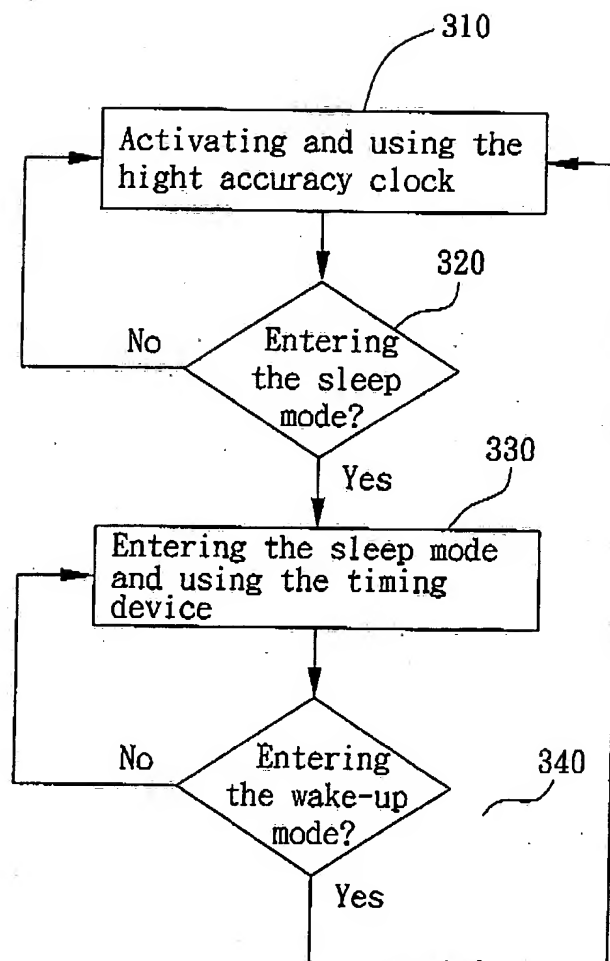 310
Activating and using the
hight accuracy clock
320
No
Entering
the sleep
mode?
330
Yes
Entering the sleep mode
and using the timing
device
No
Entering
the wake-up
mode?
340
Yes